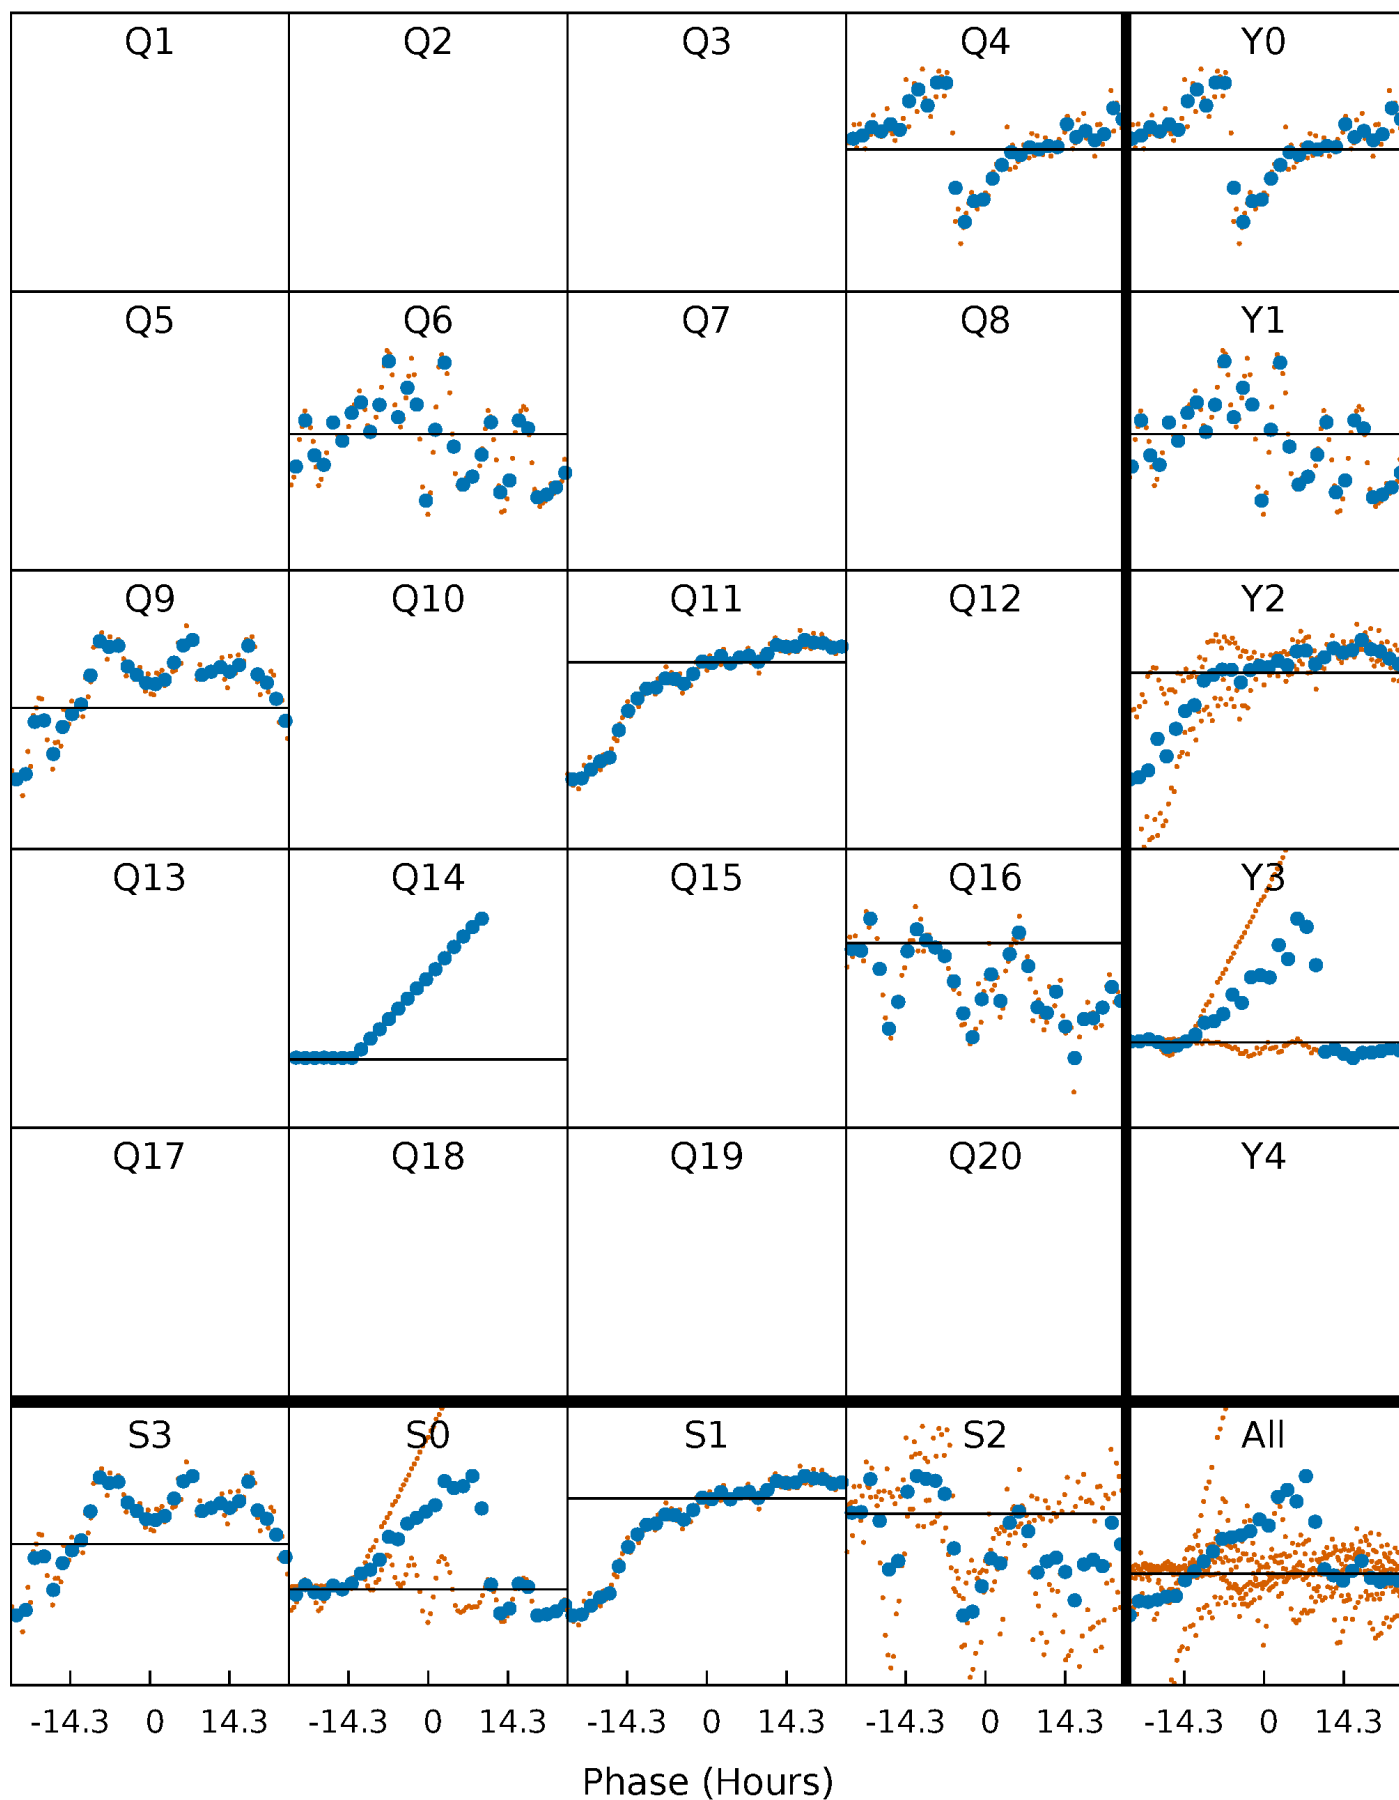 Q1 Q2 Q3 Q4 Y0
Q5 Q6 Q7 Q8 Y1
Q9 Q10 Q11 Q12 Y2
Q13 Q14 Q15 Q16 Y3
Q17 Q18 Q19 Q20 Y4
S3 S0 S1 S2 All
-14.3 0 14.3 -14.3 0 14.3 -14.3 0 14.3 -14.3 0 14.3 -14.3 0 14.3
Phase (Hours)